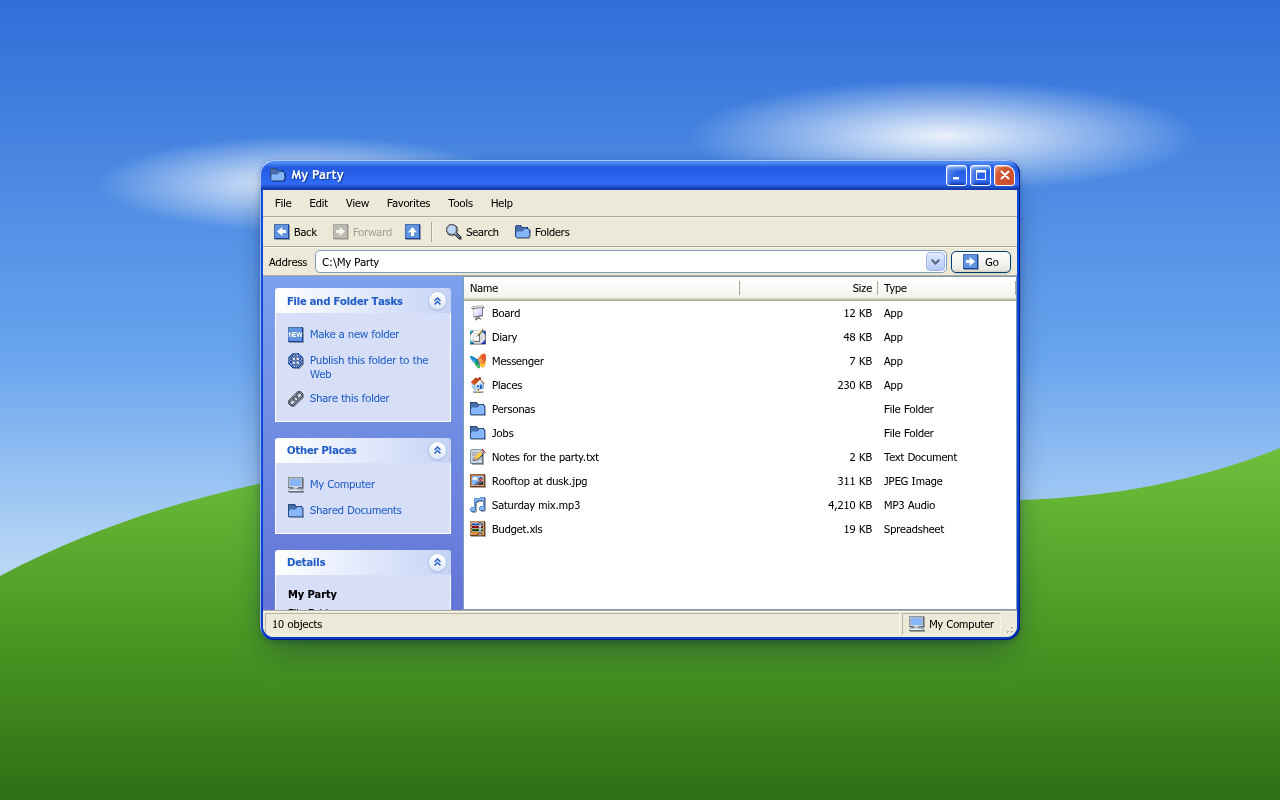 My Party
File Edit View Favorites Tools Help
Back Forward Search Folders
Address C:\My Party Go
File and Folder Tasks
NEW Make a new folder
Publish this folder to the
Web
Share this folder
Other Places
My Computer
Shared Documents
Details
My Party
Name Size Type
Board 12 KB App
Diary 48 KB App
Messenger 7 KB App
Places 230 KB App
Personas File Folder
Jobs File Folder
Notes for the party.txt 2 KB Text Document
Rooftop at dusk.jpg 311 KB JPEG Image
Saturday mix.mp3 4,210 KB MP3 Audio
Budget.xls 19 KB Spreadsheet
10 objects My Computer